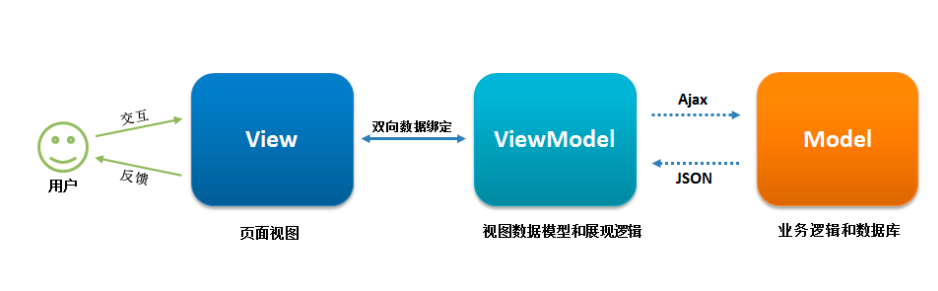 交互
反馈
用户
View
页面视图
双向数据绑定
ViewModel
视图数据模型和展现逻辑
Ajax
JSON
Model
业务逻辑和数据库